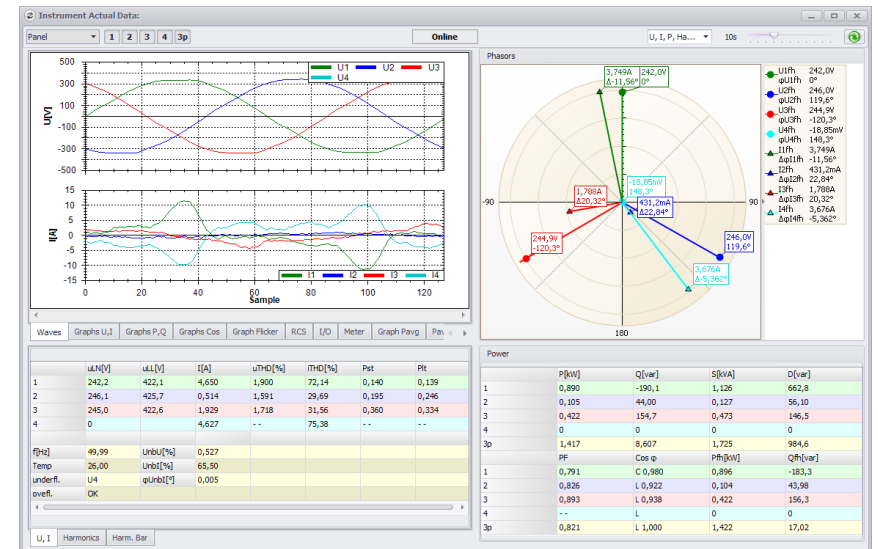 Instrument Actual Data:
Panel 1 2 3 4 3p Online U, I, P, Ha... 10s
U[V]
500
300
100
-100
-300
-500
U1 U2 U3
U4
I[A]
15
10
5
0
-5
-10
-15
I1 I2 I3 I4
0 20 40 60 80 100 120
Sample
Waves Graphs U,I Graphs P,Q Graphs Cos Graph Flicker RCS I/O Meter Graph Pavg Pav
Phasors
3,749A 242,0V
Δ-11,56° 0°
-18,85mV
148,3°
1,788A
Δ20,32°
431,2mA
Δ22,84°
-90
90
244,9V
-120,3°
246,0V
119,6°
3,676A
Δ-5,362°
180
U1fh 242,0V
φU1fh 0°
U2fh 246,0V
φU2fh 119,6°
U3fh 244,9V
φU3fh -120,3°
U4fh -18,85mV
φU4fh 148,3°
I1fh 3,749A
ΔφI1fh -11,56°
I2fh 431,2mA
ΔφI2fh 22,84°
I3fh 1,788A
ΔφI3fh 20,32°
I4fh 3,676A
ΔφI4fh -5,362°
uLN[V] uLL[V] I[A] uTHD[%] iTHD[%] Pst Plt
1 242,2 422,1 4,650 1,900 72,14 0,140 0,139
2 246,1 425,7 0,514 1,591 29,69 0,195 0,246
3 245,0 422,6 1,929 1,718 31,56 0,360 0,334
4 0 4,627 -- 75,38 -- --
f[Hz] 49,99 UnbU[%] 0,527
Temp 26,00 UnbI[%] 65,50
underfl. U4 φUnbI[°] 0,005
ovefl. OK
U, I Harmonics Harm. Bar
Power
P[kW] Q[var] S[kVA] D[var]
1 0,890 -190,1 1,126 662,8
2 0,105 44,00 0,127 56,10
3 0,422 154,7 0,473 146,5
4 0 0 0 0
3p 1,417 8,607 1,725 984,6
PF Cos φ Pfh[kW] Qfh[var]
1 0,791 C 0,980 0,896 -183,3
2 0,826 L 0,922 0,104 43,98
3 0,893 L 0,938 0,422 156,3
4 -- L 0 0
3p 0,821 L 1,000 1,422 17,02